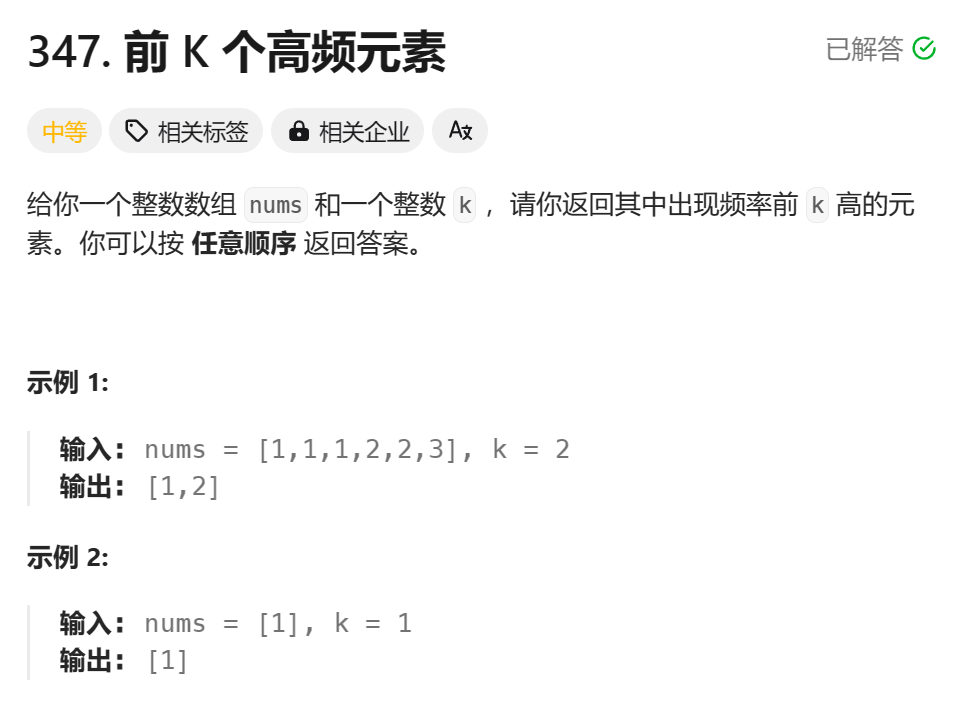 347. 前 K 个高频元素
已解答
中等 相关标签 相关企业 A文
给你一个整数数组 nums 和一个整数 k ，请你返回其中出现频率前 k 高的元
素。你可以按 任意顺序 返回答案。
示例 1:
输入：nums = [1,1,1,2,2,3], k = 2
输出：[1,2]
示例 2:
输入：nums = [1], k = 1
输出：[1]